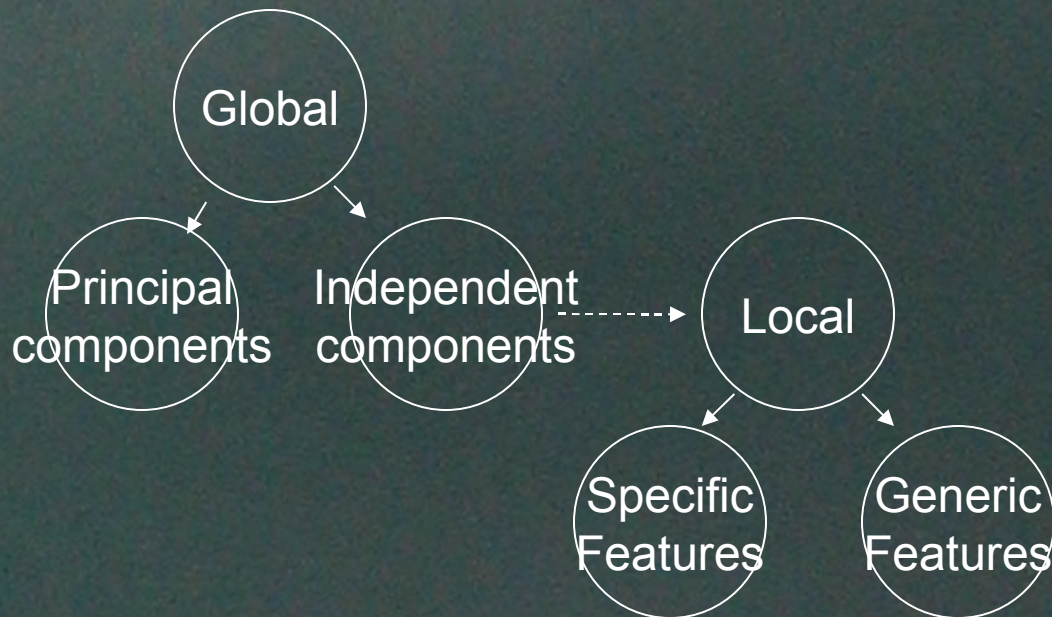 Global
Principal
components
Independent
components
Local
Specific
Features
Generic
Features